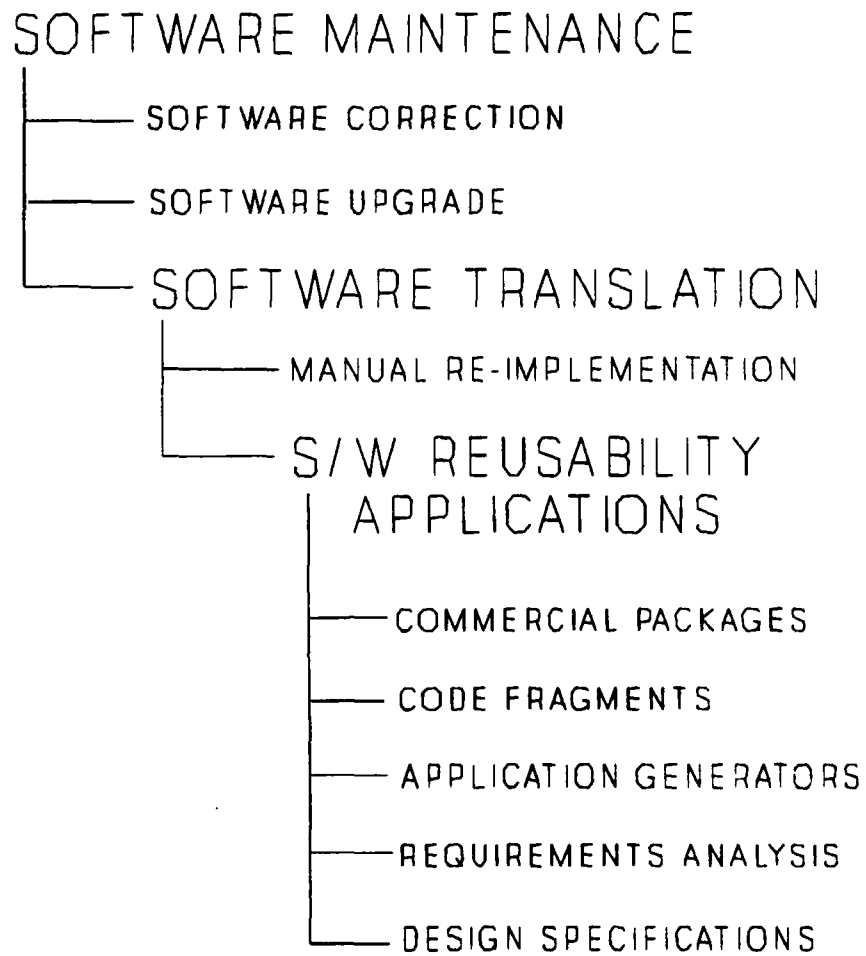 SOFTWARE MAINTENANCE
SOFTWARE CORRECTION
SOFTWARE UPGRADE
SOFTWARE TRANSLATION
MANUAL RE-IMPLEMENTATION
S/W REUSABILITY
APPLICATIONS
COMMERCIAL PACKAGES
CODE FRAGMENTS
APPLICATION GENERATORS
REQUIREMENTS ANALYSIS
DESIGN SPECIFICATIONS